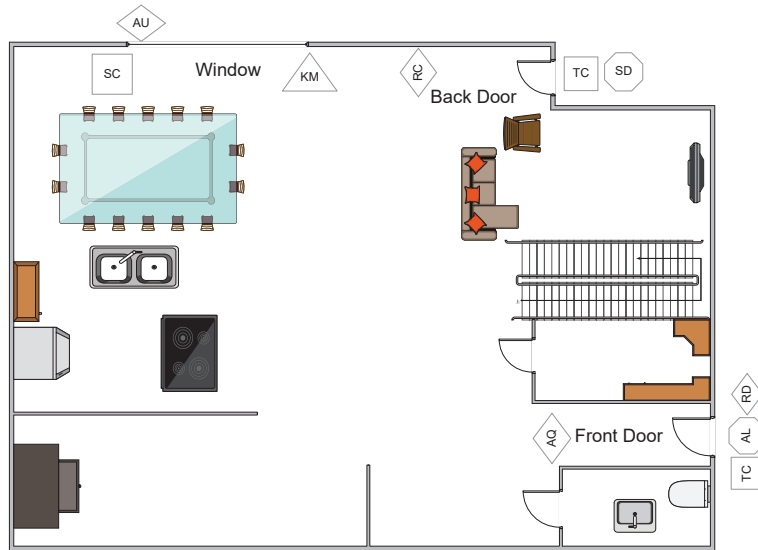 AU
SC
Window
KM
RC
Back Door
TC
SD
RD
AQ
Front Door
AL
TC